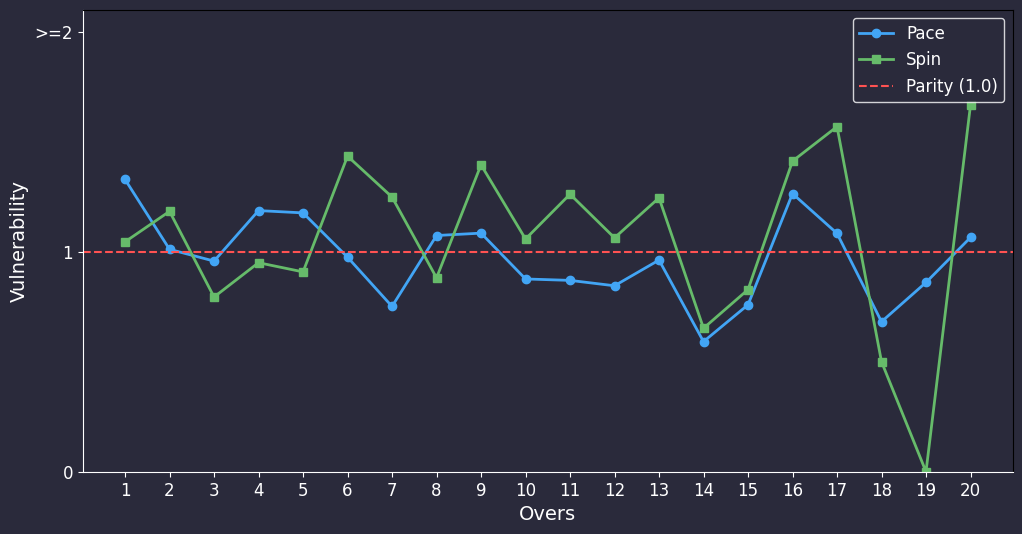 >=2
1
0
Vulnerability
Pace
Spin
Parity (1.0)
1 2 3 4 5 6 7 8 9 10 11 12 13 14 15 16 17 18 19 20
Overs